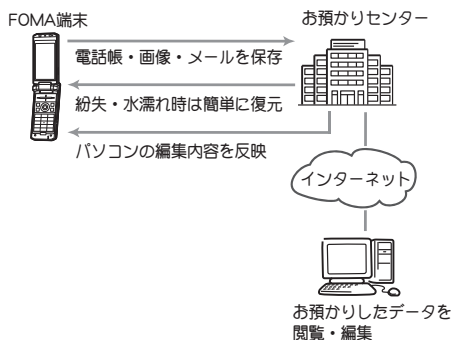 FOMA端末
お預かりセンター
電話帳・画像・メールを保存
紛失・水濡れ時は簡単に復元
パソコンの編集内容を反映
インターネット
お預かりしたデータを
閲覧・編集